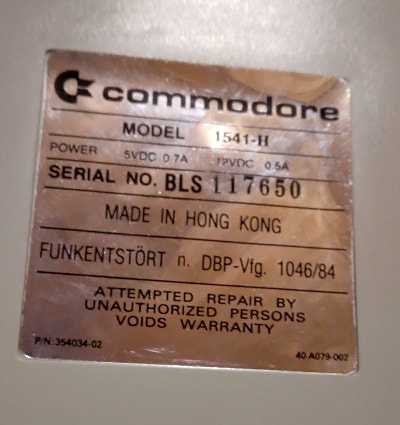 commodore
MODEL 1541-II
POWER 5VDC 0.7A 12VDC 0.5A
SERIAL NO. BLS 117650
MADE IN HONG KONG
FUNKENTSTÖRT n. DBP-Vfg. 1046/84
ATTEMPTED REPAIR BY
UNAUTHORIZED PERSONS
VOIDS WARRANTY
P/N:354034-02 40.A079-002